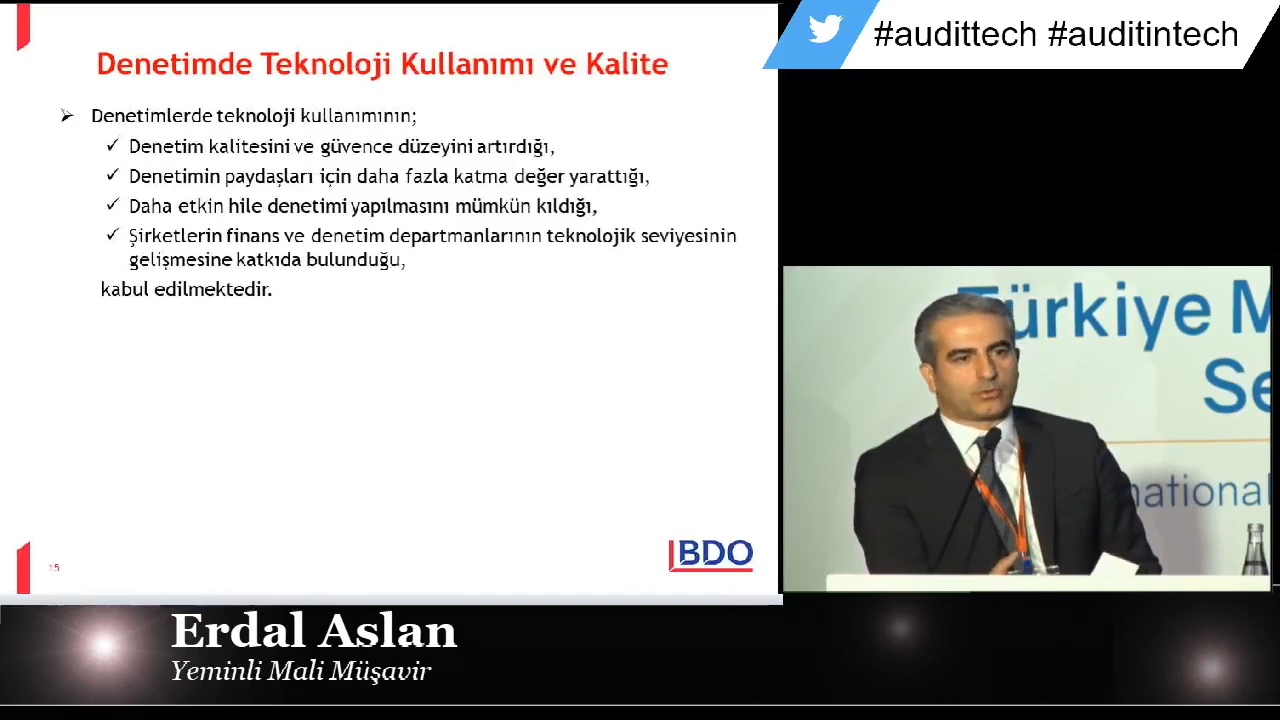 Denetimde Teknoloji Kullanımı ve Kalite
Denetimlerde teknoloji kullanımının;
Denetim kalitesini ve güvence düzeyini artırdığı,
Denetimin paydaşları için daha fazla katma değer yarattığı,
Daha etkin hile denetimi yapılmasını mümkün kıldığı,
Şirketlerin finans ve denetim departmanlarının teknolojik seviyesinin
gelişmesine katkıda bulunduğu,
kabul edilmektedir.
15
BDO
#audittech #auditintech
Türkiye M
Se
national
Erdal Aslan
Yeminli Mali Müşavir